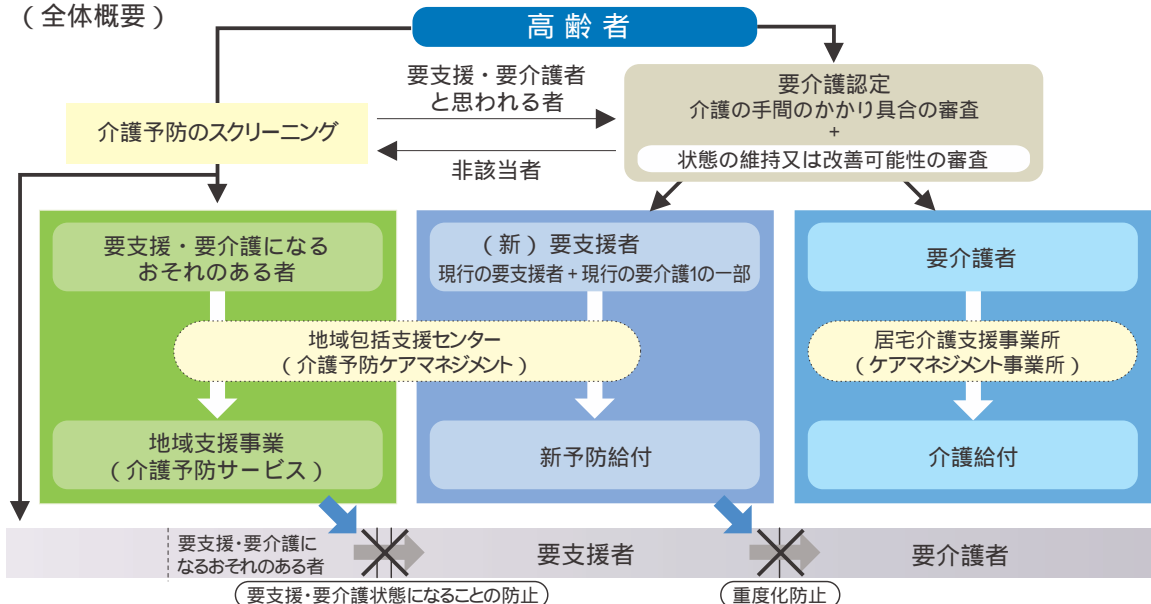 (全体概要)
高齢者
要支援・要介護者
と思われる者
要介護認定
介護の手間のかかり具合の審査
+
状態の維持又は改善可能性の審査
介護予防のスクリーニング
非該当者
要支援・要介護になる
おそれのある者
(新)要支援者
現行の要支援者+現行の要介護1の一部
要介護者
地域包括支援センター
(介護予防ケアマネジメント)
居宅介護支援事業所
(ケアマネジメント事業所)
地域支援事業
(介護予防サービス)
新予防給付
介護給付
要支援・要介護に
なるおそれのある者
要支援者
要介護者
要支援・要介護状態になることの防止
重度化防止